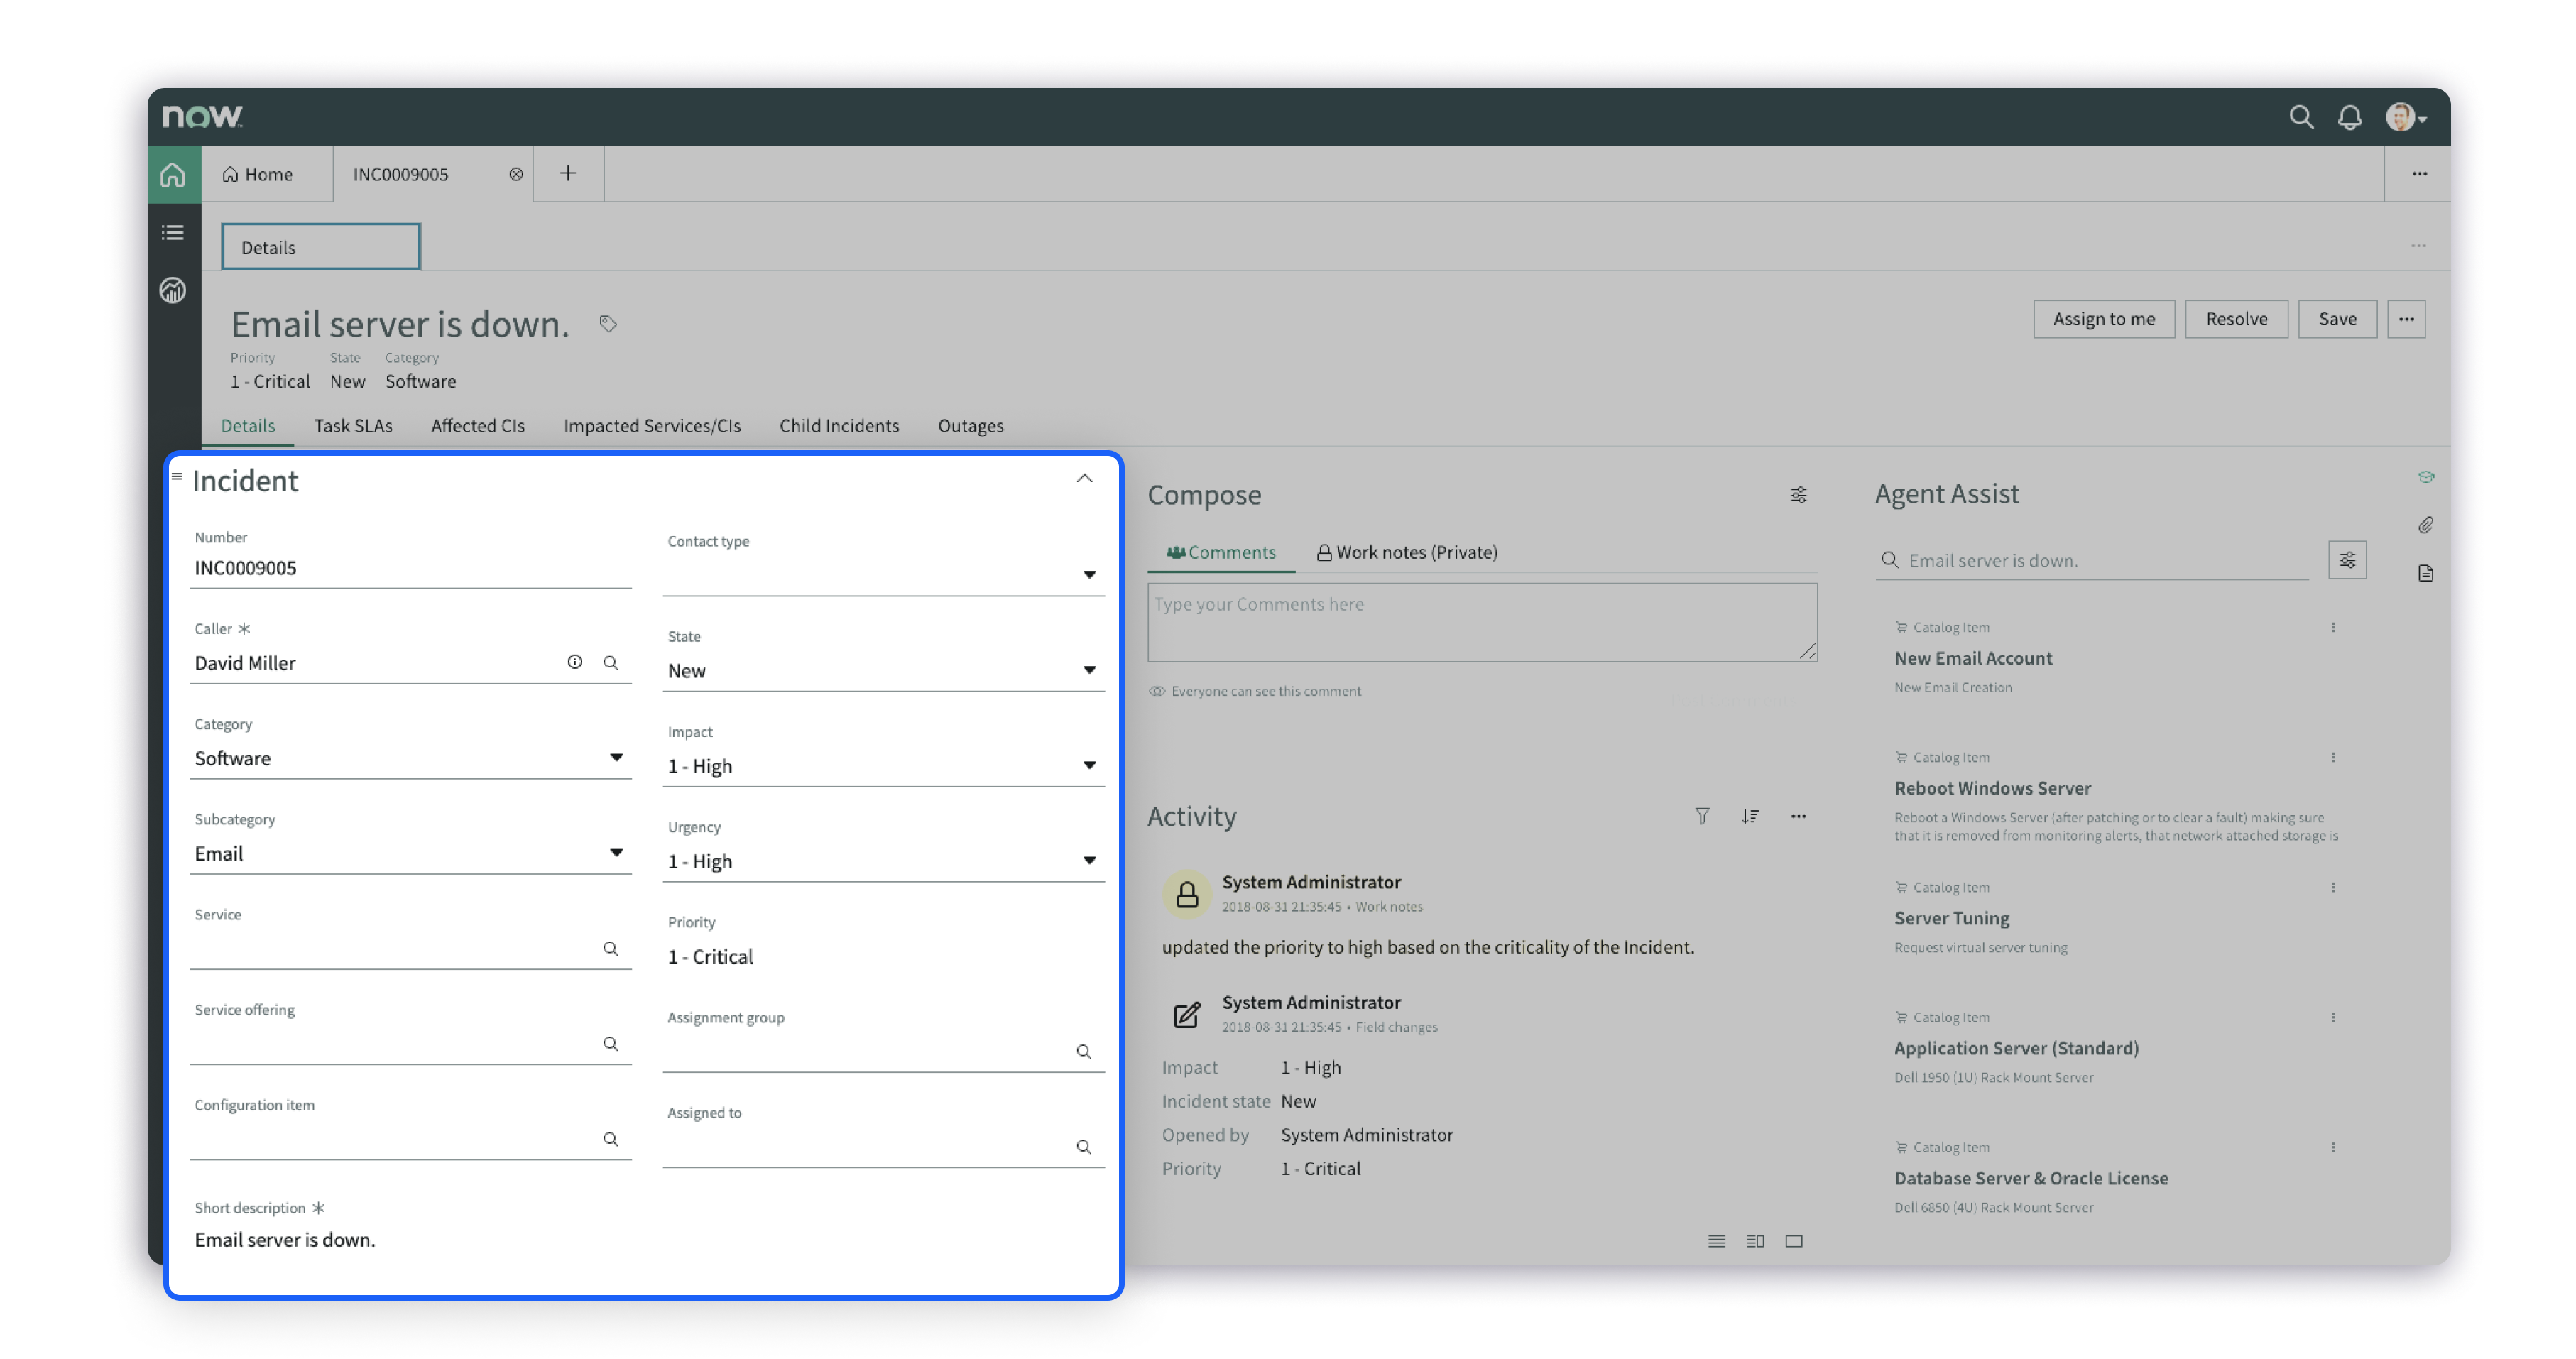 now
Home
INC0009005
Details
Email server is down.
Priority State Category
1 - Critical New Software
Assign to me
Resolve
Save
Details
Task SLAs
Affected CIs
Impacted Services/CIs
Child Incidents
Outages
Incident
Number
INC0009005
Caller
David Miller
Category
Software
Subcategory
Email
Service
Service offering
Configuration item
Short description
Email server is down.
Contact type
State
New
Impact
1 - High
Urgency
1 - High
Priority
1 - Critical
Assignment group
Assigned to
Compose
Comments
Work notes (Private)
Type your Comments here
Everyone can see this comment
Activity
System Administrator
2018-08-31 21:35:45 • Work notes
updated the priority to high based on the criticality of the Incident.
System Administrator
2018-08-31 21:35:45 • Field changes
Impact 1 - High
Incident state New
Opened by System Administrator
Priority 1 - Critical
Agent Assist
Email server is down.
Catalog Item
New Email Account
New Email Creation
Catalog Item
Reboot Windows Server
Reboot a Windows Server (after patching or to clear a fault) making sure
that it is removed from monitoring alerts, that network attached storage is
Catalog Item
Server Tuning
Request virtual server tuning
Catalog Item
Application Server (Standard)
Dell 1950 (1U) Rack Mount Server
Catalog Item
Database Server & Oracle License
Dell 6850 (4U) Rack Mount Server